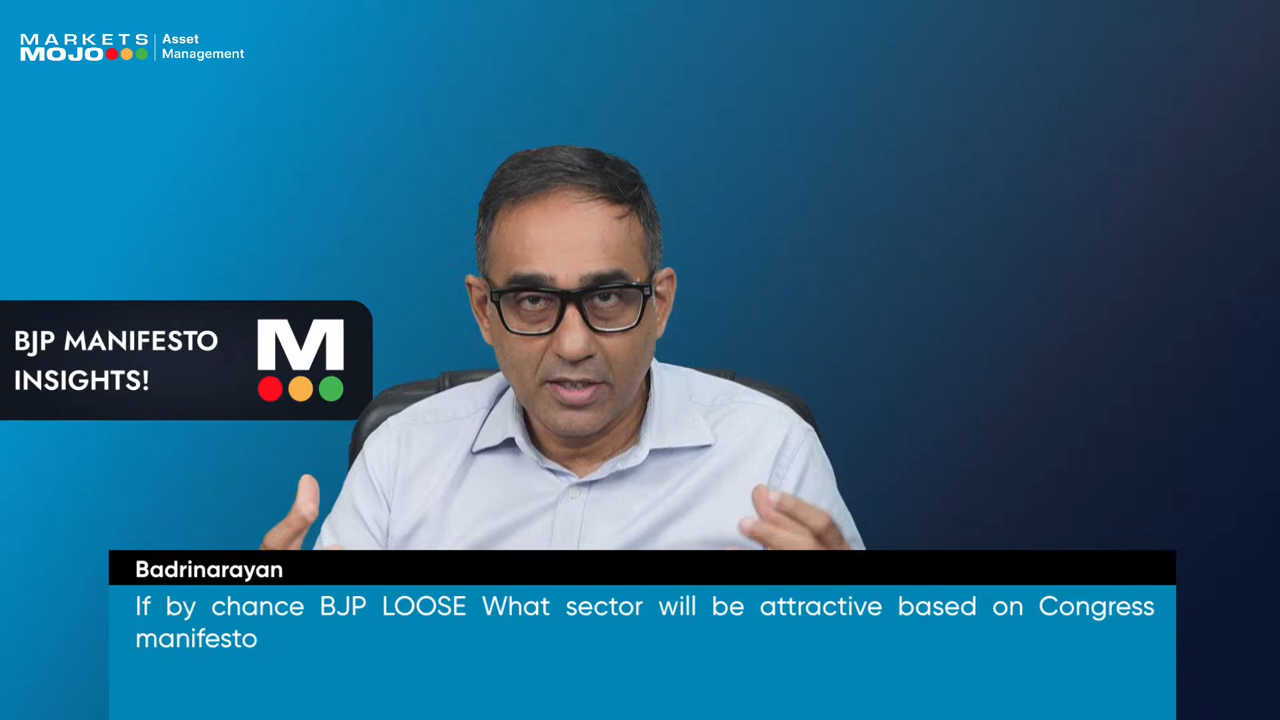 MARKETS
MOJO
Asset
Management
BJP MANIFESTO
INSIGHTS!
M
Badrinarayan
If by chance BJP LOOSE What sector will be attractive based on Congress
manifesto